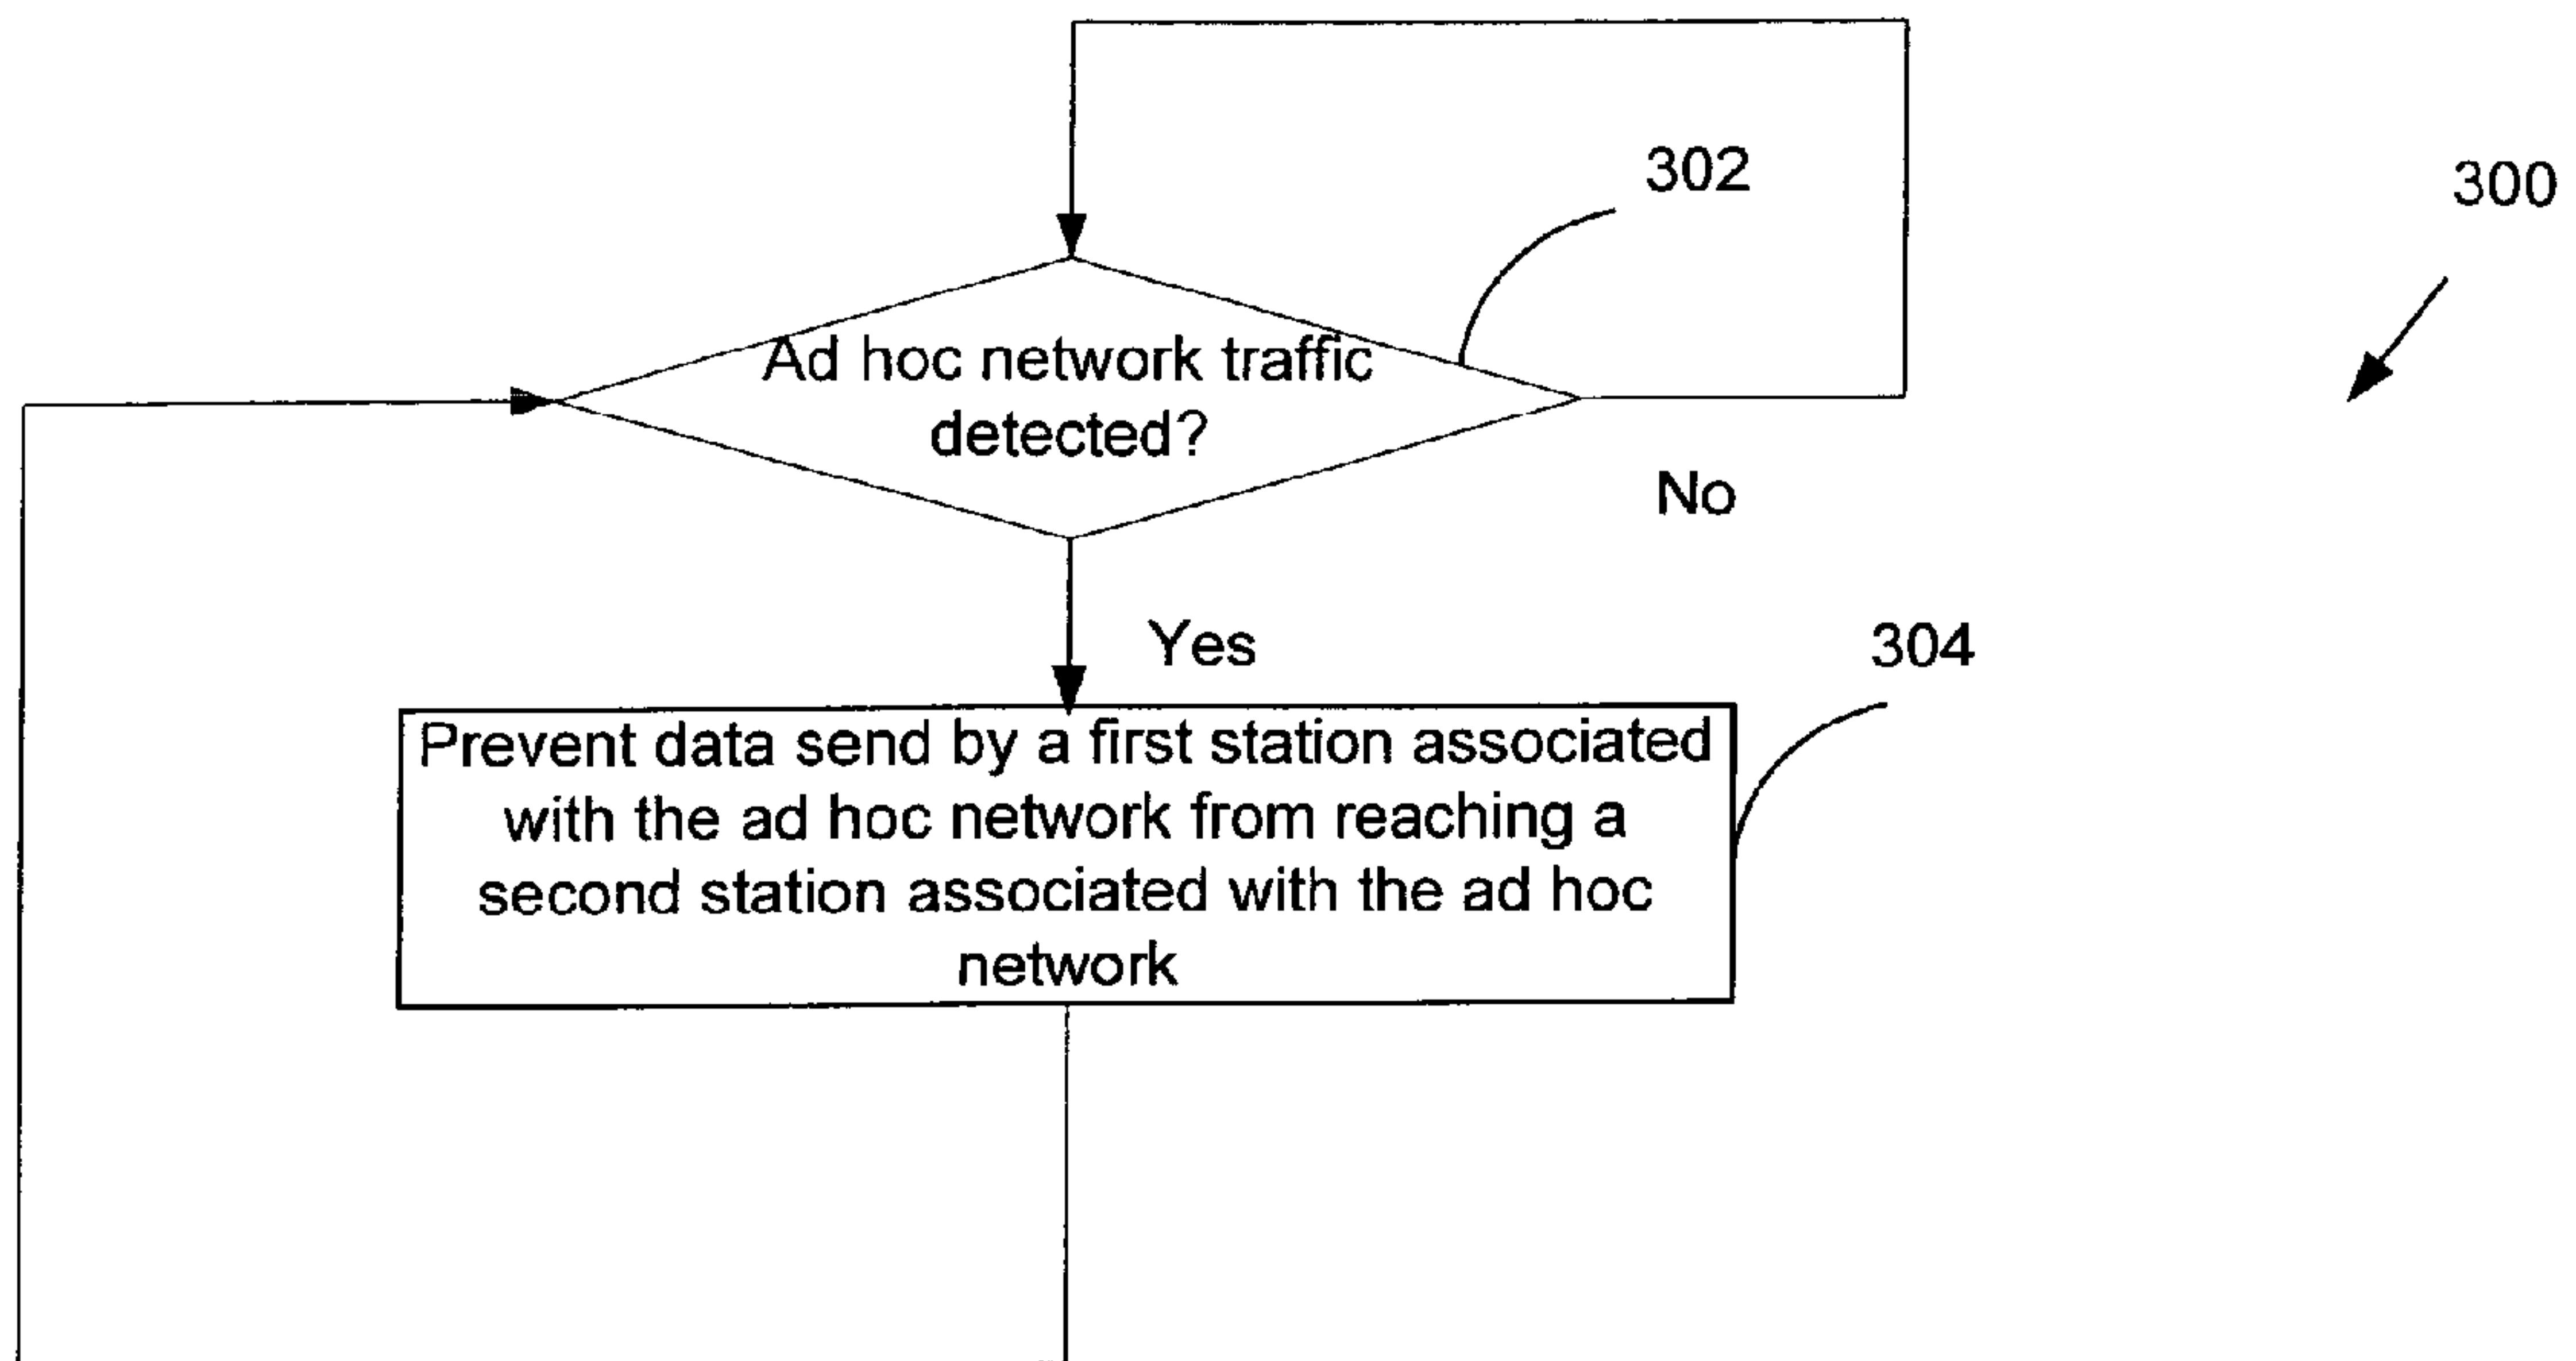 302
300
Ad hoc network traffic
detected?
No
Yes
304
Prevent data send by a first station associated
with the ad hoc network from reaching a
second station associated with the ad hoc
network